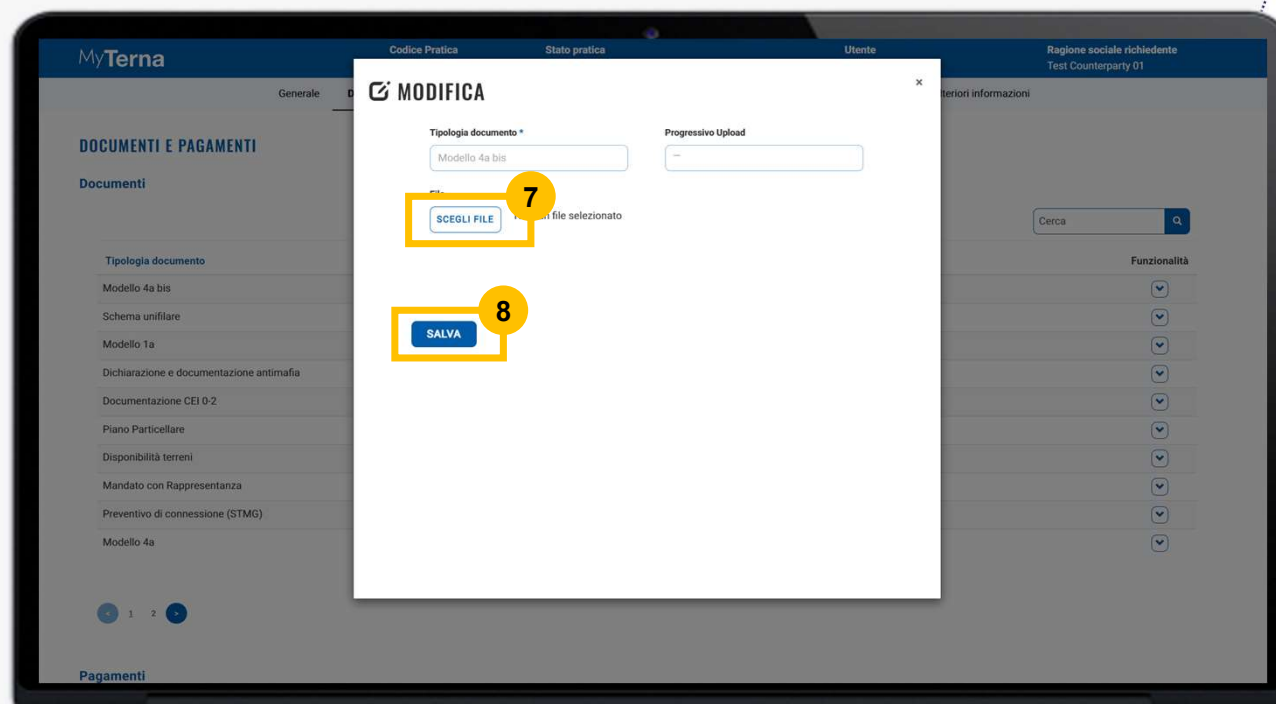 MyTerna
Codice Pratica Stato pratica Utente Ragione sociale richiedente
Test Counterparty 01
Generale
MODIFICA
×
Tipologia documento * Progressivo Upload
Modello 4a bis —
7
SCEGLI FILE file selezionato
8
SALVA
DOCUMENTI E PAGAMENTI
Documenti
Cerca
Tipologia documento Funzionalità
Modello 4a bis
Schema unifilare
Modello 1a
Dichiarazione e documentazione antimafia
Documentazione CEI 0-2
Piano Particellare
Disponibilità terreni
Mandato con Rappresentanza
Preventivo di connessione (STMG)
Modello 4a
< 1 2 >
Pagamenti